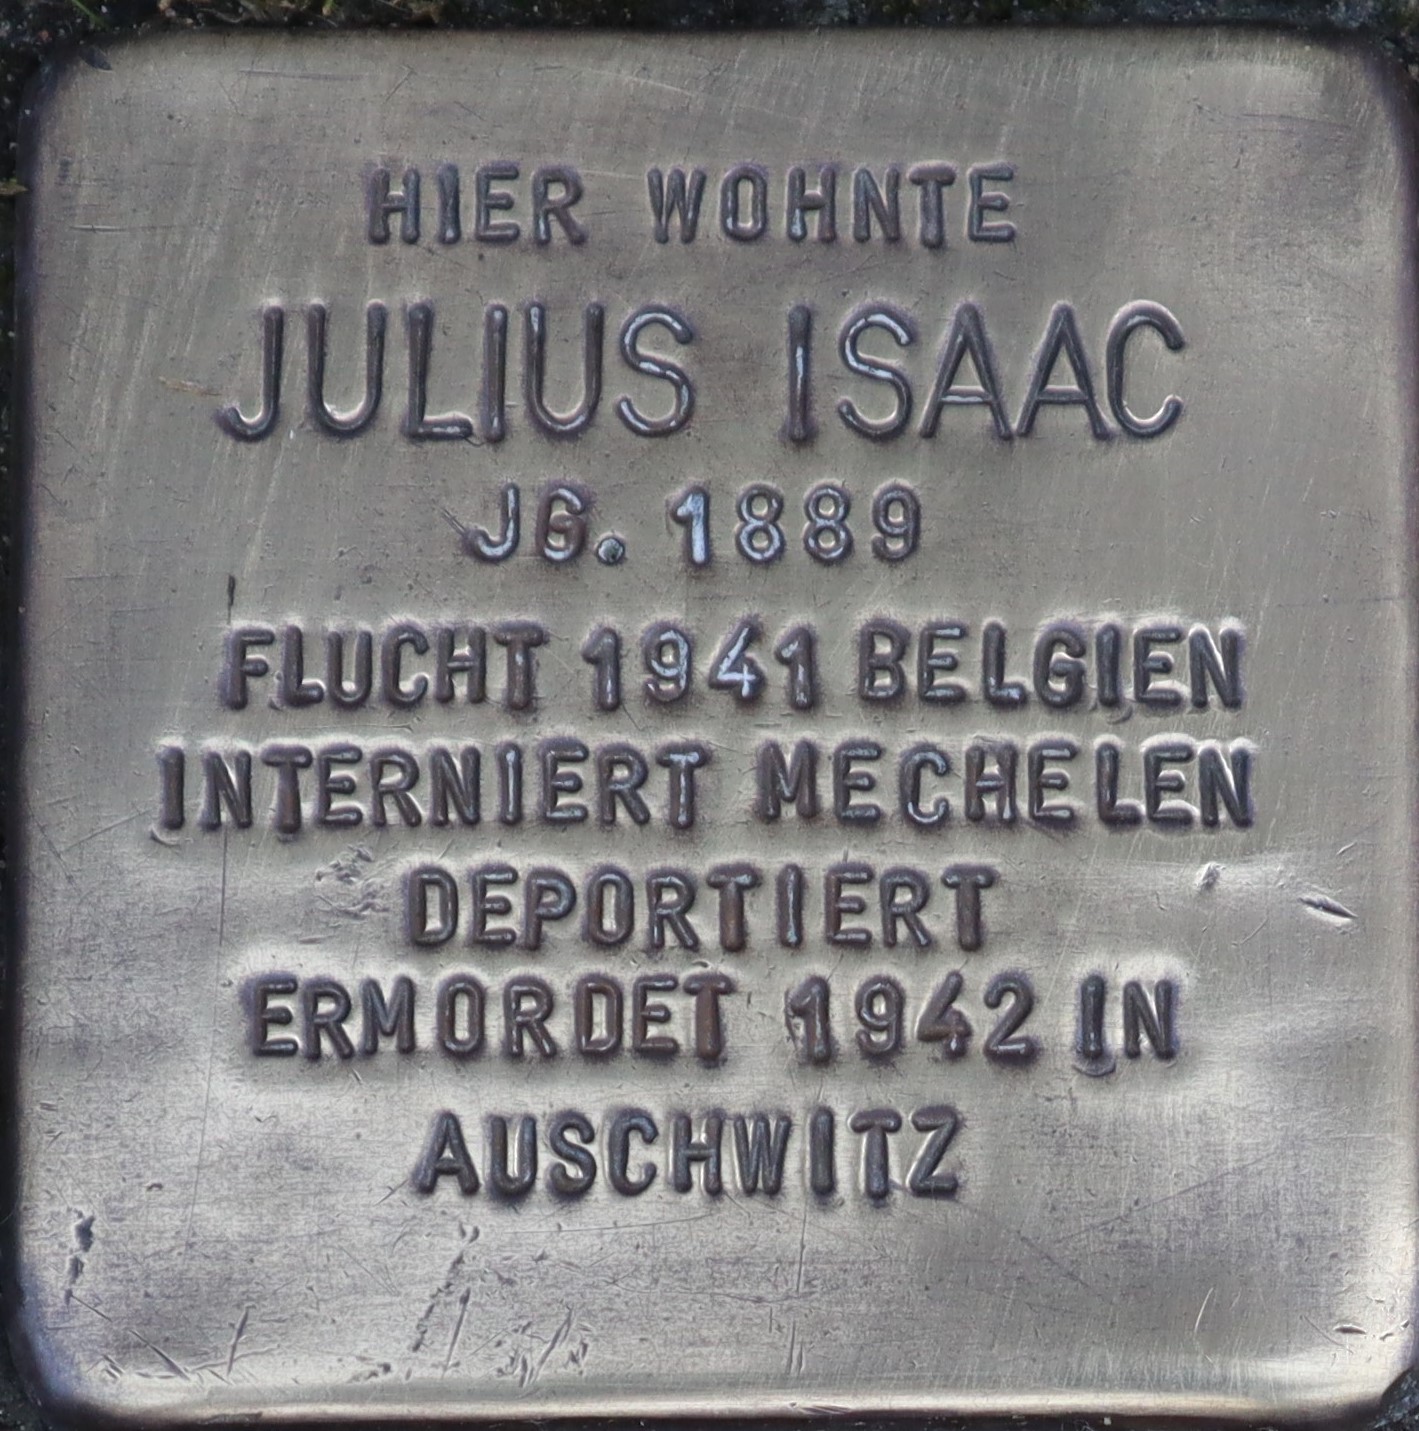 HIER WOHNTE
JULIUS ISAAC
JG. 1889
FLUCHT 1941 BELGIEN
INTERNIERT MECHELEN
DEPORTIERT
ERMORDET 1942 IN
AUSCHWITZ